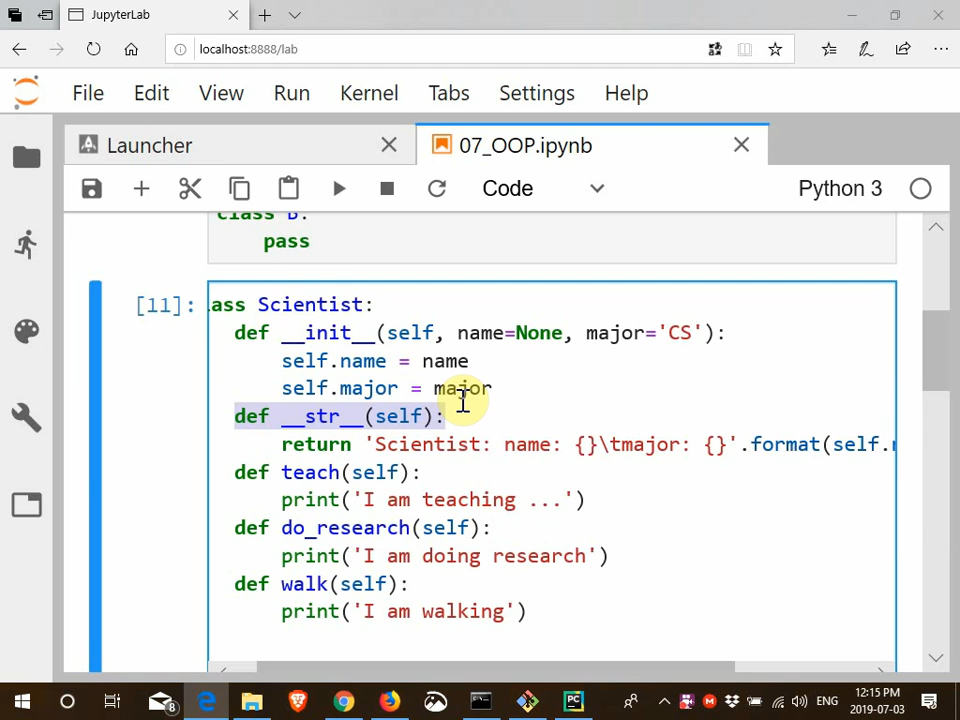 JupyterLab
localhost:8888/lab
File Edit View Run Kernel Tabs Settings Help
Launcher
07_OOP.ipynb
Code
Python 3
class B:
pass
[11]:
ass Scientist:
def __init__(self, name=None, major='CS'):
self.name = name
self.major = major
def __str__(self):
return 'Scientist: name: {}\tmajor: {}'.format(self.
def teach(self):
print('I am teaching ...')
def do_research(self):
print('I am doing research')
def walk(self):
print('I am walking')
8
PC
ENG
12:15 PM
2019-07-03